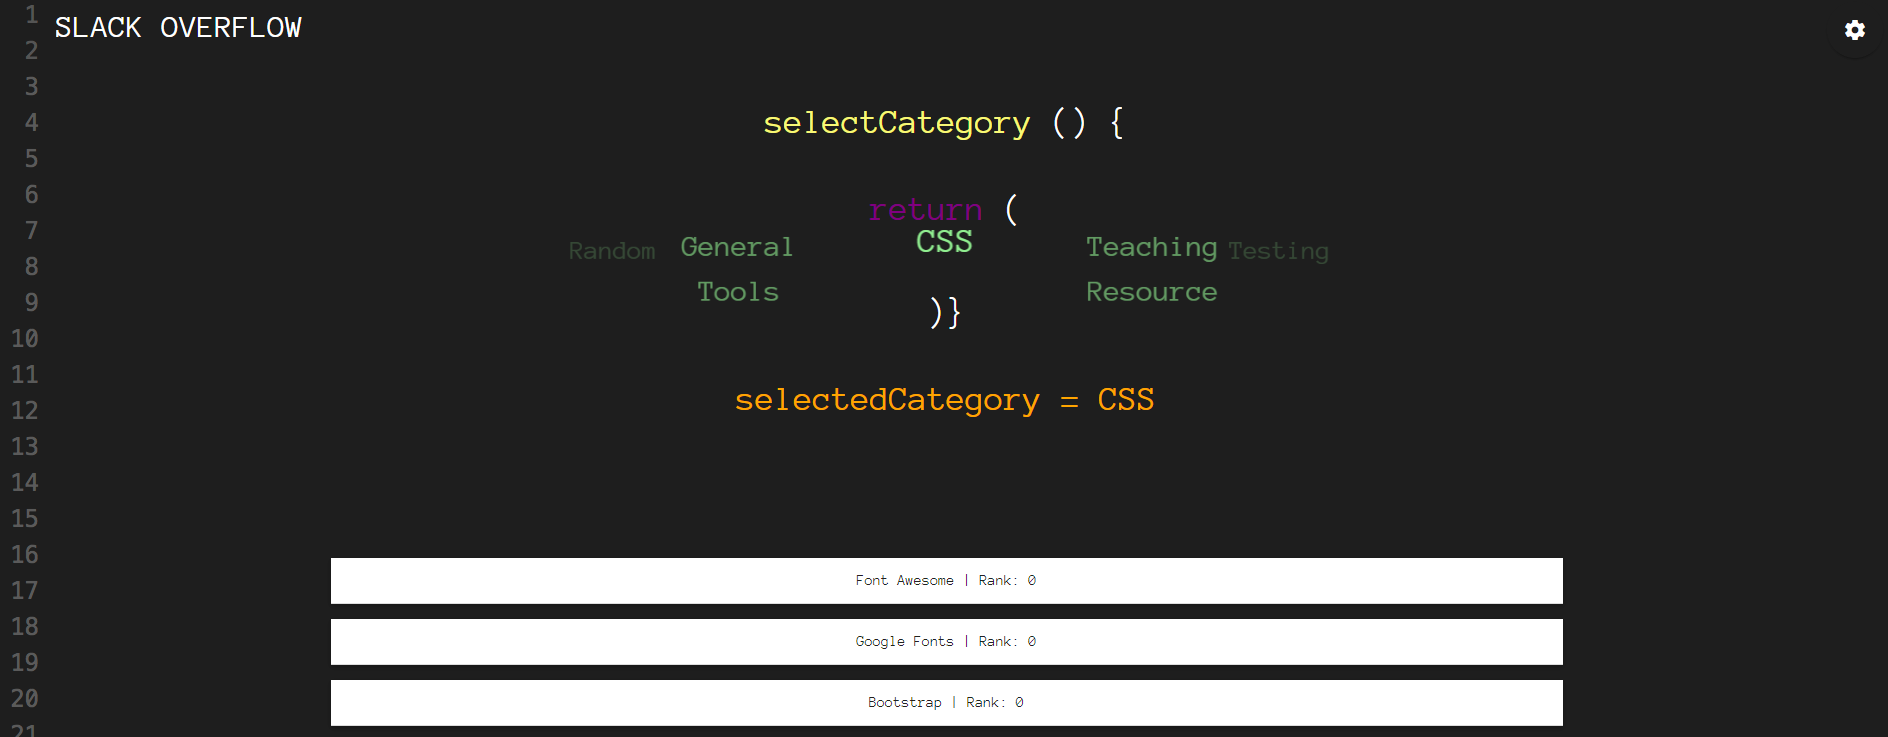 1
SLACK OVERFLOW
2
3
4
selectCategory () {
5
6
return (
7
Random General Tools CSS Teaching Resource Testing
8
9
)}
10
11
selectedCategory = CSS
12
13
14
15
16
Font Awesome | Rank: 0
17
18
Google Fonts | Rank: 0
19
20
Bootstrap | Rank: 0
21